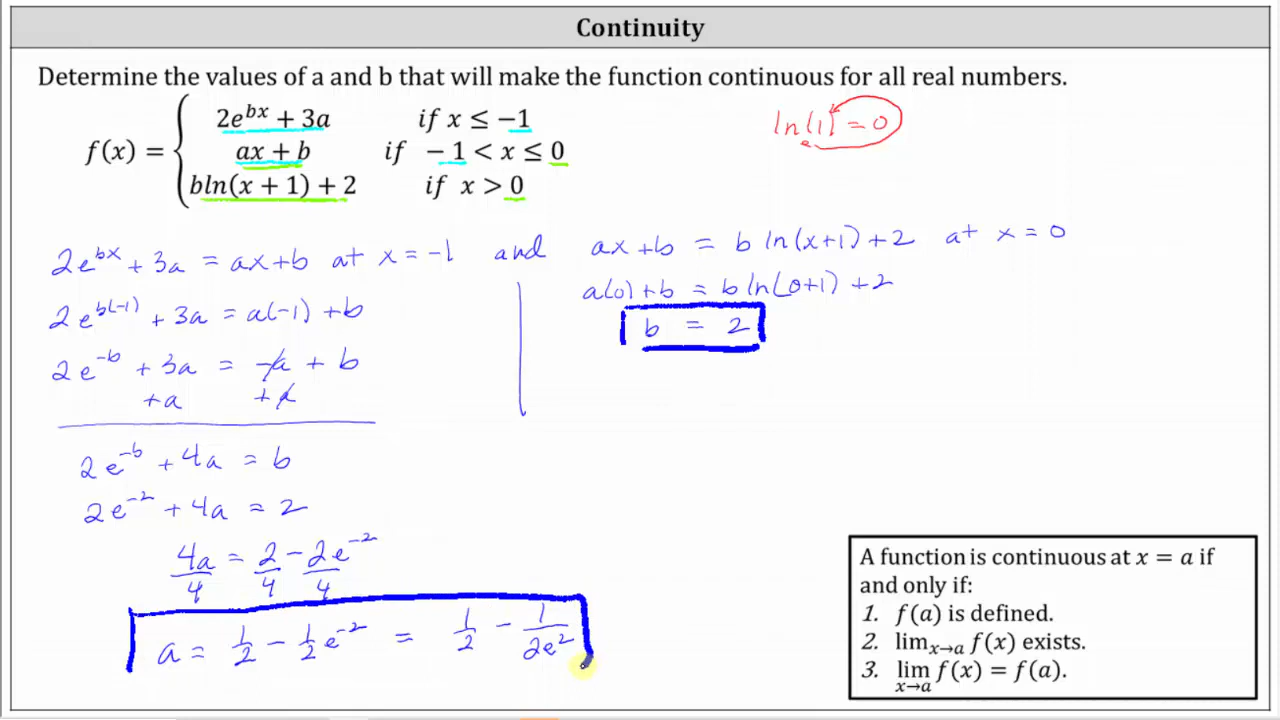 Continuity
Determine the values of a and b that will make the function continuous for all real numbers.
f(x) = { 2e^{bx} + 3a if x ≤ −1
ax + b if −1 < x ≤ 0
bln(x + 1) + 2 if x > 0
ln(1) = 0
e
2e^{bx} + 3a = ax + b at x = -1 and ax + b = b ln(x+1) + 2 at x = 0
2e^{b(-1)} + 3a = a(-1) + b
a(0) + b = b ln(0+1) + 2
b = 2
2e^{-b} + 3a = -a + b
+a +a
2e^{-b} + 4a = b
2e^{-2} + 4a = 2
4a/4 = 2/4 - 2e^{-2}/4
a = 1/2 - 1/2 e^{-2} = 1/2 - 1/2e^2
A function is continuous at x = a if
and only if:
1. f(a) is defined.
2. lim_{x→a} f(x) exists.
3. lim_{x→a} f(x) = f(a).